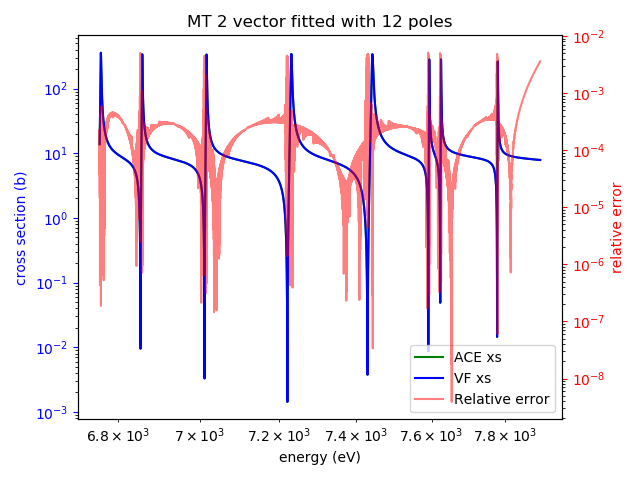 MT 2 vector fitted with 12 poles
cross section (b)
10²
10¹
10⁰
10⁻¹
10⁻²
10⁻³
10⁻²
10⁻³
10⁻⁴
10⁻⁵
10⁻⁶
10⁻⁷
10⁻⁸
relative error
ACE xs
VF xs
Relative error
6.8 × 10³ 7 × 10³ 7.2 × 10³ 7.4 × 10³ 7.6 × 10³ 7.8 × 10³
energy (eV)